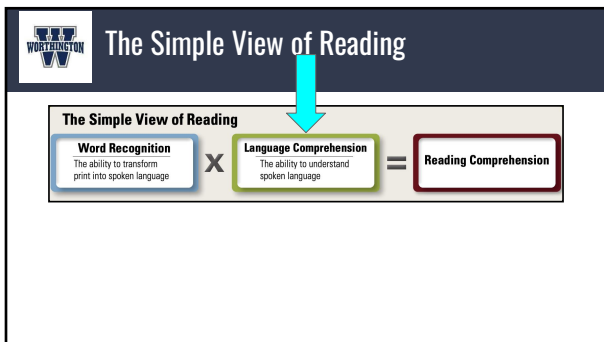 WORTHINGTON
The Simple View of Reading
The Simple View of Reading
Word Recognition
The ability to transform
print into spoken language
X
Language Comprehension
The ability to understand
spoken language
=
Reading Comprehension